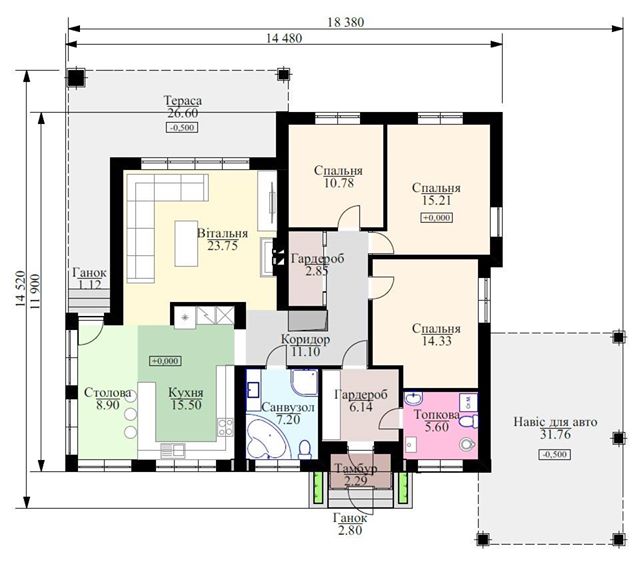 18 380
14 480
Тераса
26.60
-0,500
14 520
11 900
Спальня
10.78
Спальня
15.21
+0,000
Вітальня
23.75
Гардероб
2.85
Ганок
1.12
Спальня
14.33
Коридор
11.10
+0,000
Столова
8.90
Кухня
15.50
Санвузол
7.20
Гардероб
6.14
Топкова
5.60
Навіс для авто
31.76
-0,500
Тамбур
2.29
Ганок
2.80